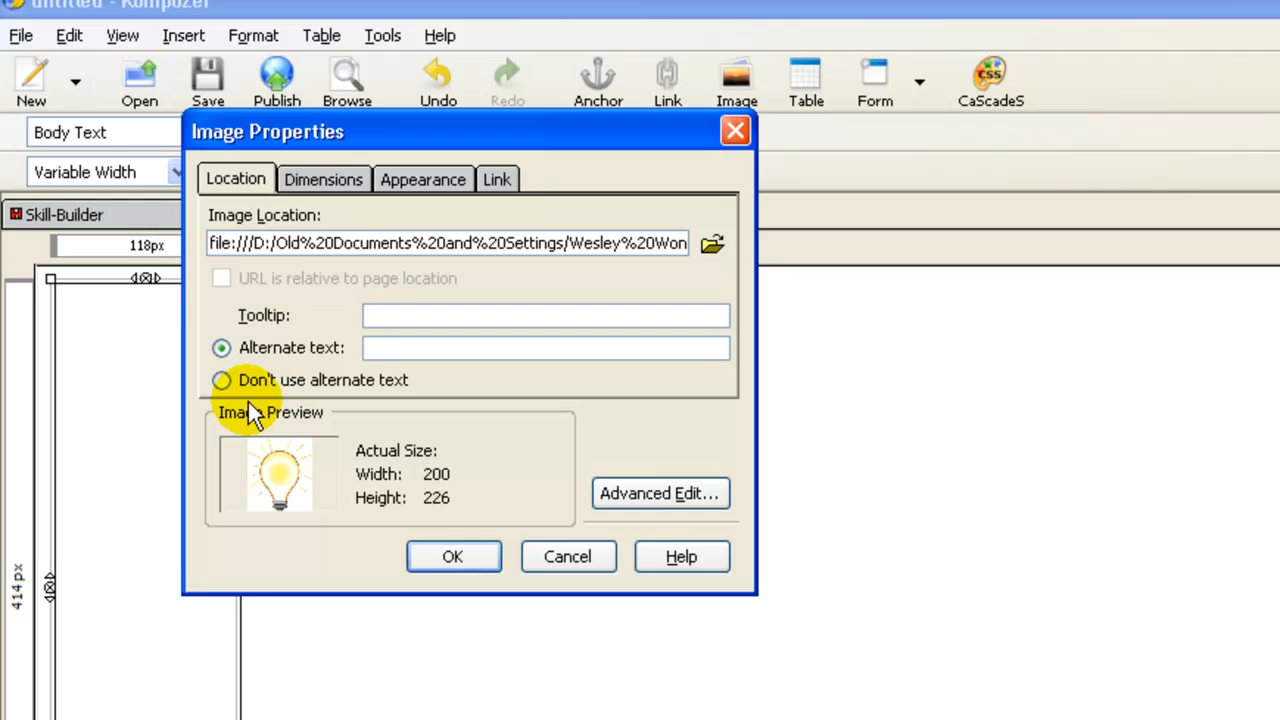 untitled - Kompozer
File Edit View Insert Format Table Tools Help
New Open Save Publish Browse Undo Redo Anchor Link Image Table Form CaScadeS
CSS
Body Text
Variable Width
Skill-Builder
118px
414px
Image Properties
Location Dimensions Appearance Link
Image Location:
file:///D:/Old%20Documents%20and%20Settings/Wesley%20Won
URL is relative to page location
Tooltip:
Alternate text:
Don't use alternate text
Image Preview
Actual Size:
Width: 200
Height: 226
Advanced Edit...
OK Cancel Help